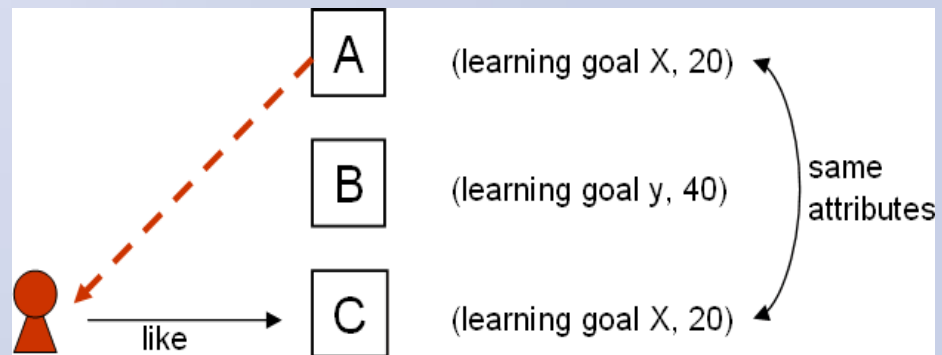 A (learning goal X, 20)
same
attributes
B (learning goal y, 40)
C (learning goal X, 20)
like